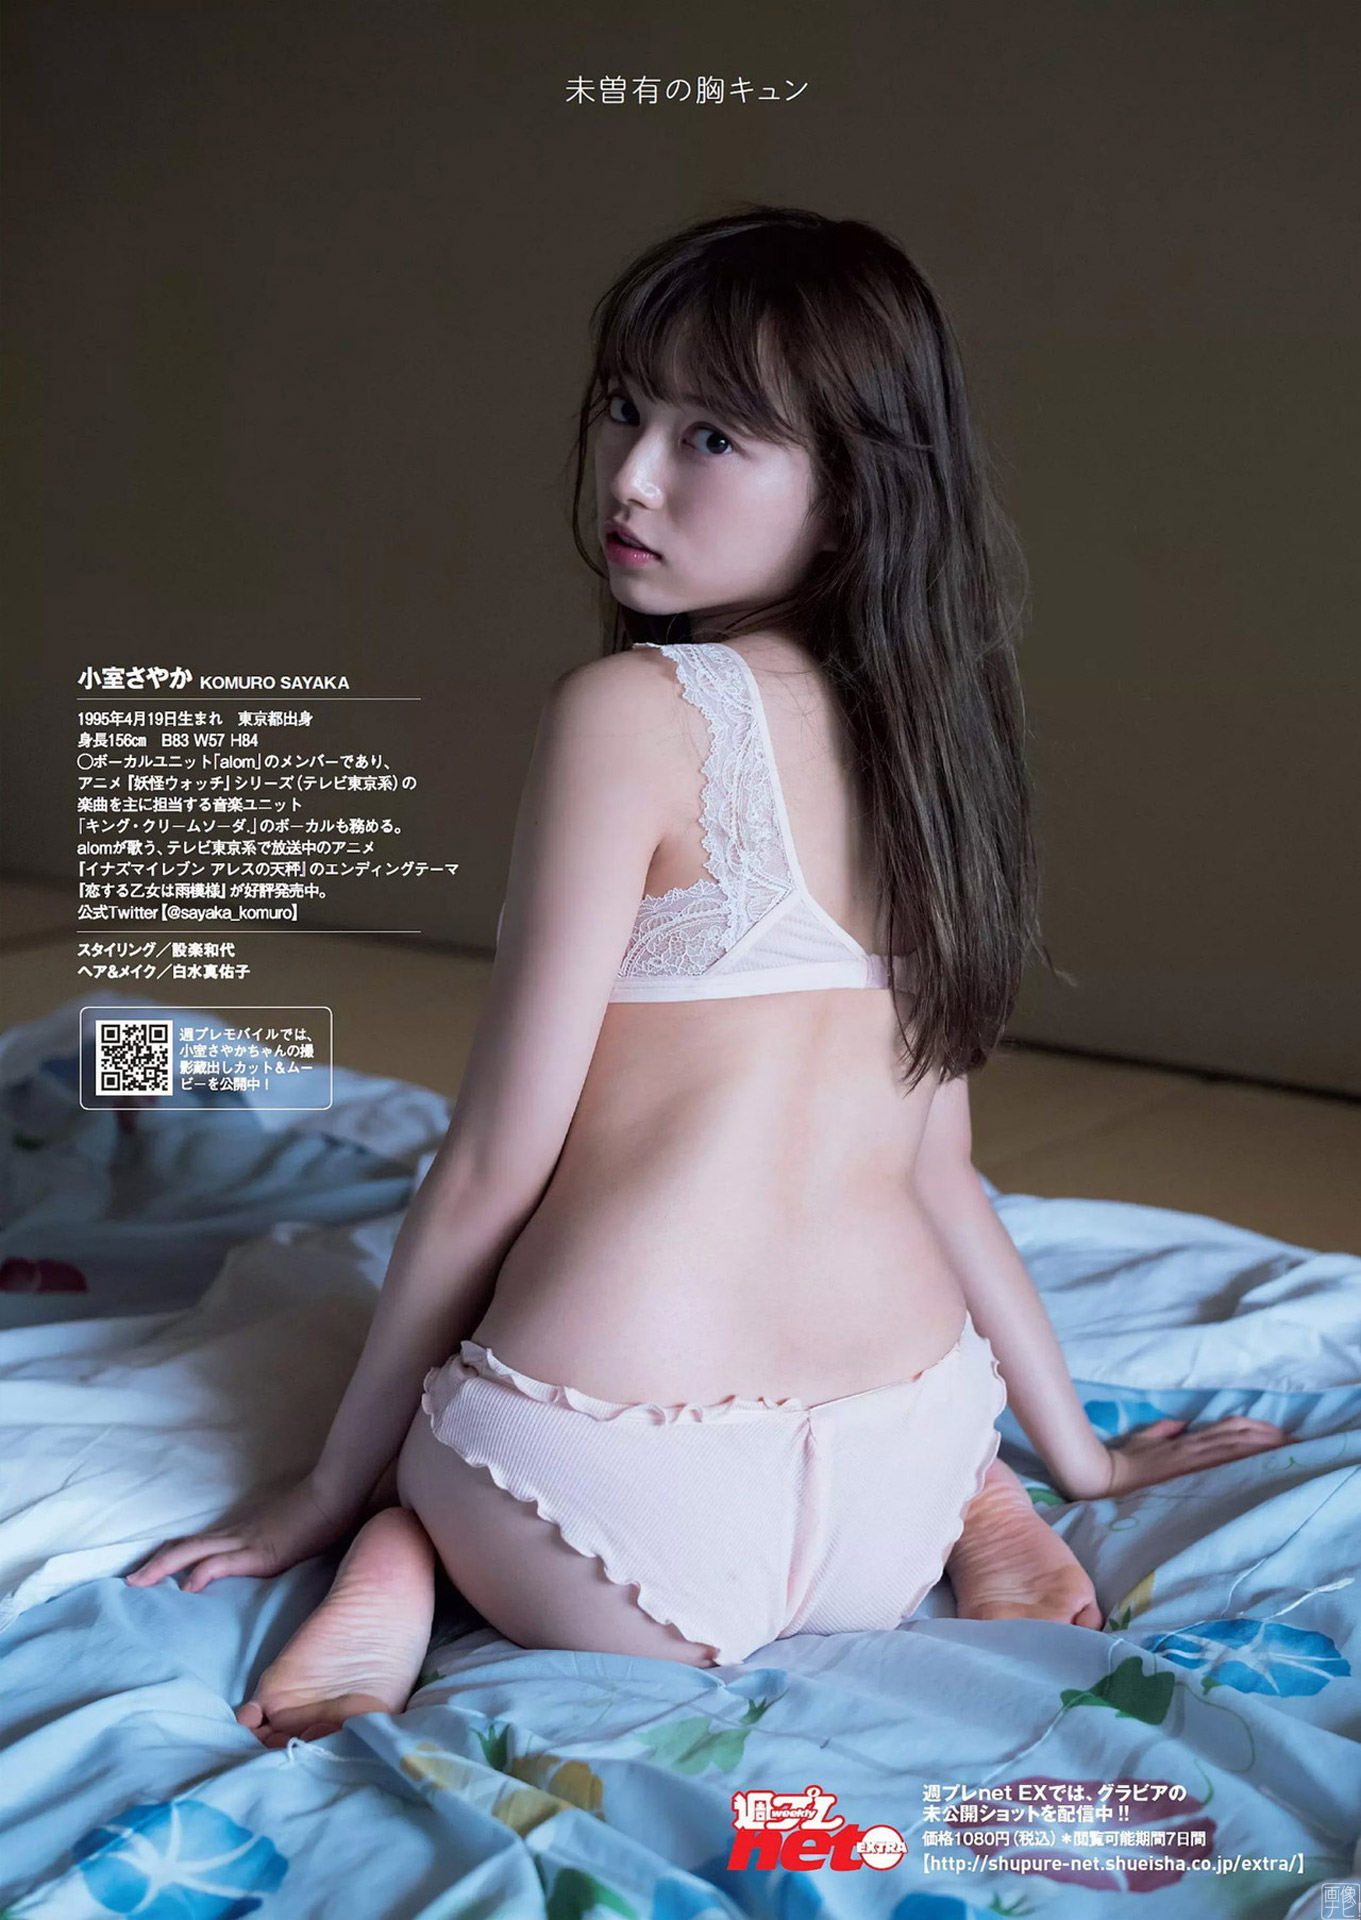 未曽有の胸キュン
小室さやか KOMURO SAYAKA
1995年4月19日生まれ　東京都出身
身長156㎝　B83 W57 H84
◯ボーカルユニット「alom」のメンバーであり、
アニメ『妖怪ウォッチ』シリーズ（テレビ東京系）の
楽曲を主に担当する音楽ユニット
「キング・クリームソーダ.」のボーカルも務める。
alomが歌う、テレビ東京系で放送中のアニメ
『イナズマイレブン アレスの天秤』のエンディングテーマ
『恋する乙女は雨模様』が好評発売中。
公式Twitter【@sayaka_komuro】
スタイリング／設楽和代
ヘア&メイク／白水真佑子
週プレモバイルでは、
小室さやかちゃんの撮
影蔵出しカット＆ムー
ビーを公開中！
週プレ
weekly
net EXTRA
週プレnet EXでは、グラビアの
未公開ショットを配信中!!
価格1080円（税込）＊閲覧可能期間7日間
【http://shupure-net.shueisha.co.jp/extra/】
画像
ナビ!